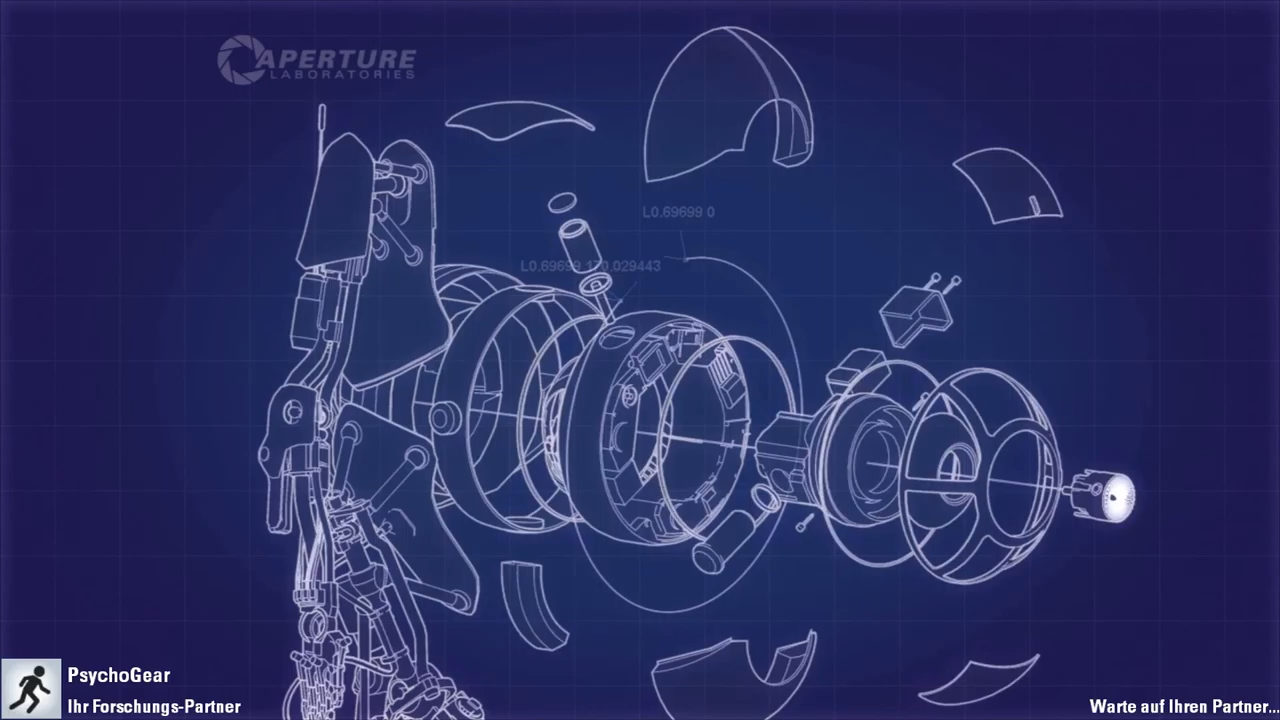 APERTURE
LABORATORIES
L0.69699 0
PsychoGear
Ihr Forschungs-Partner
Warte auf Ihren Partner...